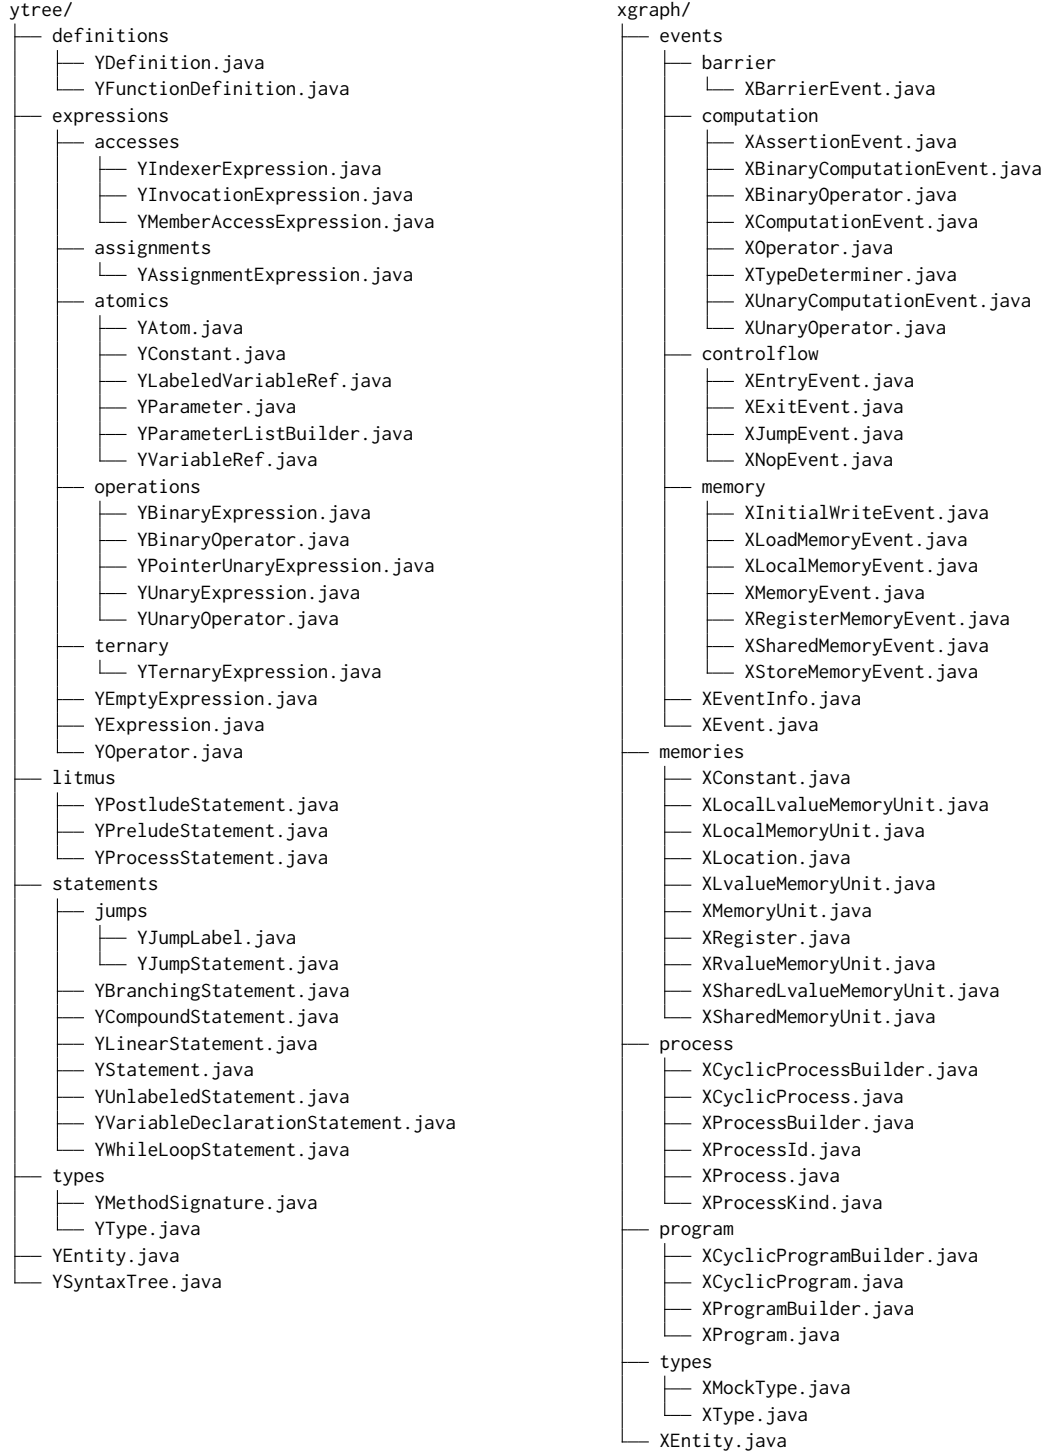 ytree/
├── definitions
│   ├── YDefinition.java
│   └── YFunctionDefinition.java
├── expressions
│   ├── accesses
│   │   ├── YIndexerExpression.java
│   │   ├── YInvocationExpression.java
│   │   └── YMemberAccessExpression.java
│   ├── assignments
│   │   └── YAssignmentExpression.java
│   ├── atomics
│   │   ├── YAtom.java
│   │   ├── YConstant.java
│   │   ├── YLabeledVariableRef.java
│   │   ├── YParameter.java
│   │   ├── YParameterListBuilder.java
│   │   └── YVariableRef.java
│   ├── operations
│   │   ├── YBinaryExpression.java
│   │   ├── YBinaryOperator.java
│   │   ├── YPointerUnaryExpression.java
│   │   ├── YUnaryExpression.java
│   │   └── YUnaryOperator.java
│   ├── ternary
│   │   └── YTernaryExpression.java
│   ├── YEmptyExpression.java
│   ├── YExpression.java
│   └── YOperator.java
├── litmus
│   ├── YPostludeStatement.java
│   ├── YPreludeStatement.java
│   └── YProcessStatement.java
├── statements
│   ├── jumps
│   │   ├── YJumpLabel.java
│   │   └── YJumpStatement.java
│   ├── YBranchingStatement.java
│   ├── YCompoundStatement.java
│   ├── YLinearStatement.java
│   ├── YStatement.java
│   ├── YUnlabeledStatement.java
│   ├── YVariableDeclarationStatement.java
│   └── YWhileLoopStatement.java
├── types
│   ├── YMethodSignature.java
│   └── YType.java
├── YEntity.java
└── YSyntaxTree.java
xgraph/
├── events
│   ├── barrier
│   │   └── XBarrierEvent.java
│   ├── computation
│   │   ├── XAssertionEvent.java
│   │   ├── XBinaryComputationEvent.java
│   │   ├── XBinaryOperator.java
│   │   ├── XComputationEvent.java
│   │   ├── XOperator.java
│   │   ├── XTypeDeterminer.java
│   │   ├── XUnaryComputationEvent.java
│   │   └── XUnaryOperator.java
│   ├── controlflow
│   │   ├── XEntryEvent.java
│   │   ├── XExitEvent.java
│   │   ├── XJumpEvent.java
│   │   └── XNopEvent.java
│   ├── memory
│   │   ├── XInitialWriteEvent.java
│   │   ├── XLoadMemoryEvent.java
│   │   ├── XLocalMemoryEvent.java
│   │   ├── XMemoryEvent.java
│   │   ├── XRegisterMemoryEvent.java
│   │   ├── XSharedMemoryEvent.java
│   │   └── XStoreMemoryEvent.java
│   ├── XEventInfo.java
│   └── XEvent.java
├── memories
│   ├── XConstant.java
│   ├── XLocalLvalueMemoryUnit.java
│   ├── XLocalMemoryUnit.java
│   ├── XLocation.java
│   ├── XLvalueMemoryUnit.java
│   ├── XMemoryUnit.java
│   ├── XRegister.java
│   ├── XRvalueMemoryUnit.java
│   ├── XSharedLvalueMemoryUnit.java
│   └── XSharedMemoryUnit.java
├── process
│   ├── XCyclicProcessBuilder.java
│   ├── XCyclicProcess.java
│   ├── XProcessBuilder.java
│   ├── XProcessId.java
│   ├── XProcess.java
│   └── XProcessKind.java
├── program
│   ├── XCyclicProgramBuilder.java
│   ├── XCyclicProgram.java
│   ├── XProgramBuilder.java
│   └── XProgram.java
├── types
│   ├── XMockType.java
│   └── XType.java
└── XEntity.java